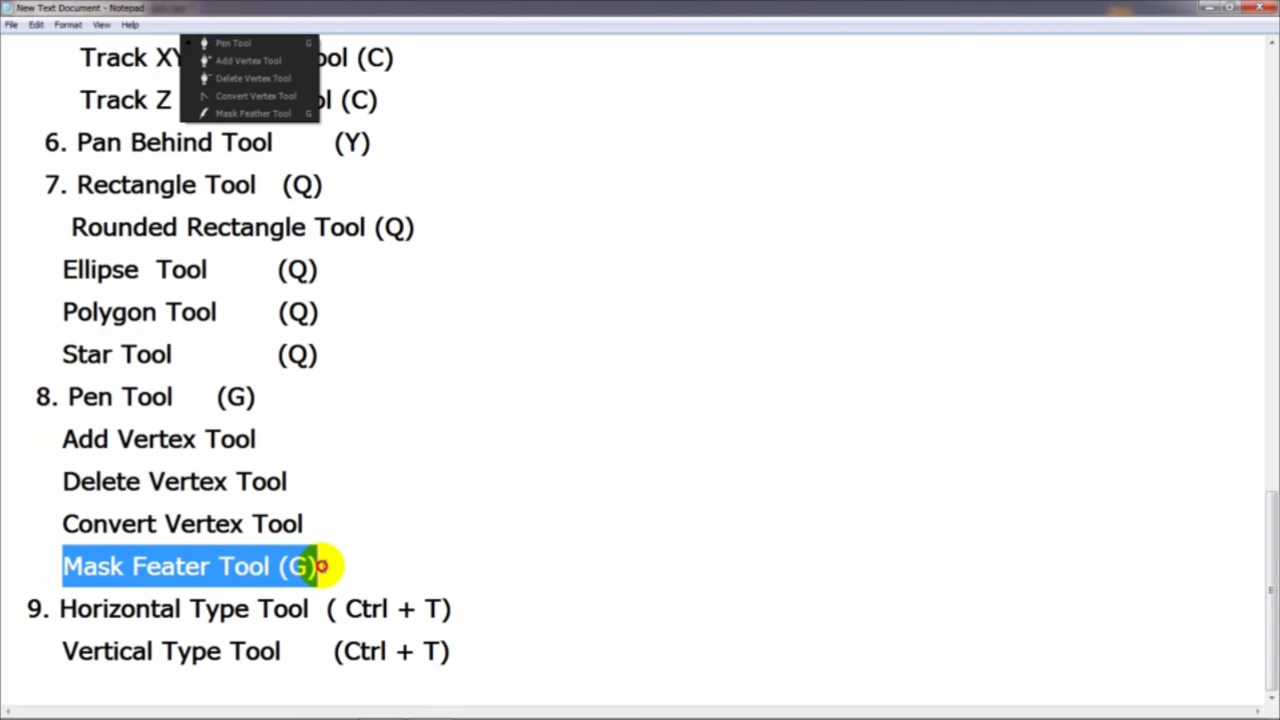 New Text Document - Notepad
File Edit Format View Help
Pen Tool G
Add Vertex Tool
Delete Vertex Tool
Convert Vertex Tool
Mask Feather Tool G
Track XY ool (C)
Track Z l (C)
6. Pan Behind Tool (Y)
7. Rectangle Tool (Q)
Rounded Rectangle Tool (Q)
Ellipse Tool (Q)
Polygon Tool (Q)
Star Tool (Q)
8. Pen Tool (G)
Add Vertex Tool
Delete Vertex Tool
Convert Vertex Tool
Mask Feater Tool (G)
9. Horizontal Type Tool ( Ctrl + T)
Vertical Type Tool (Ctrl + T)